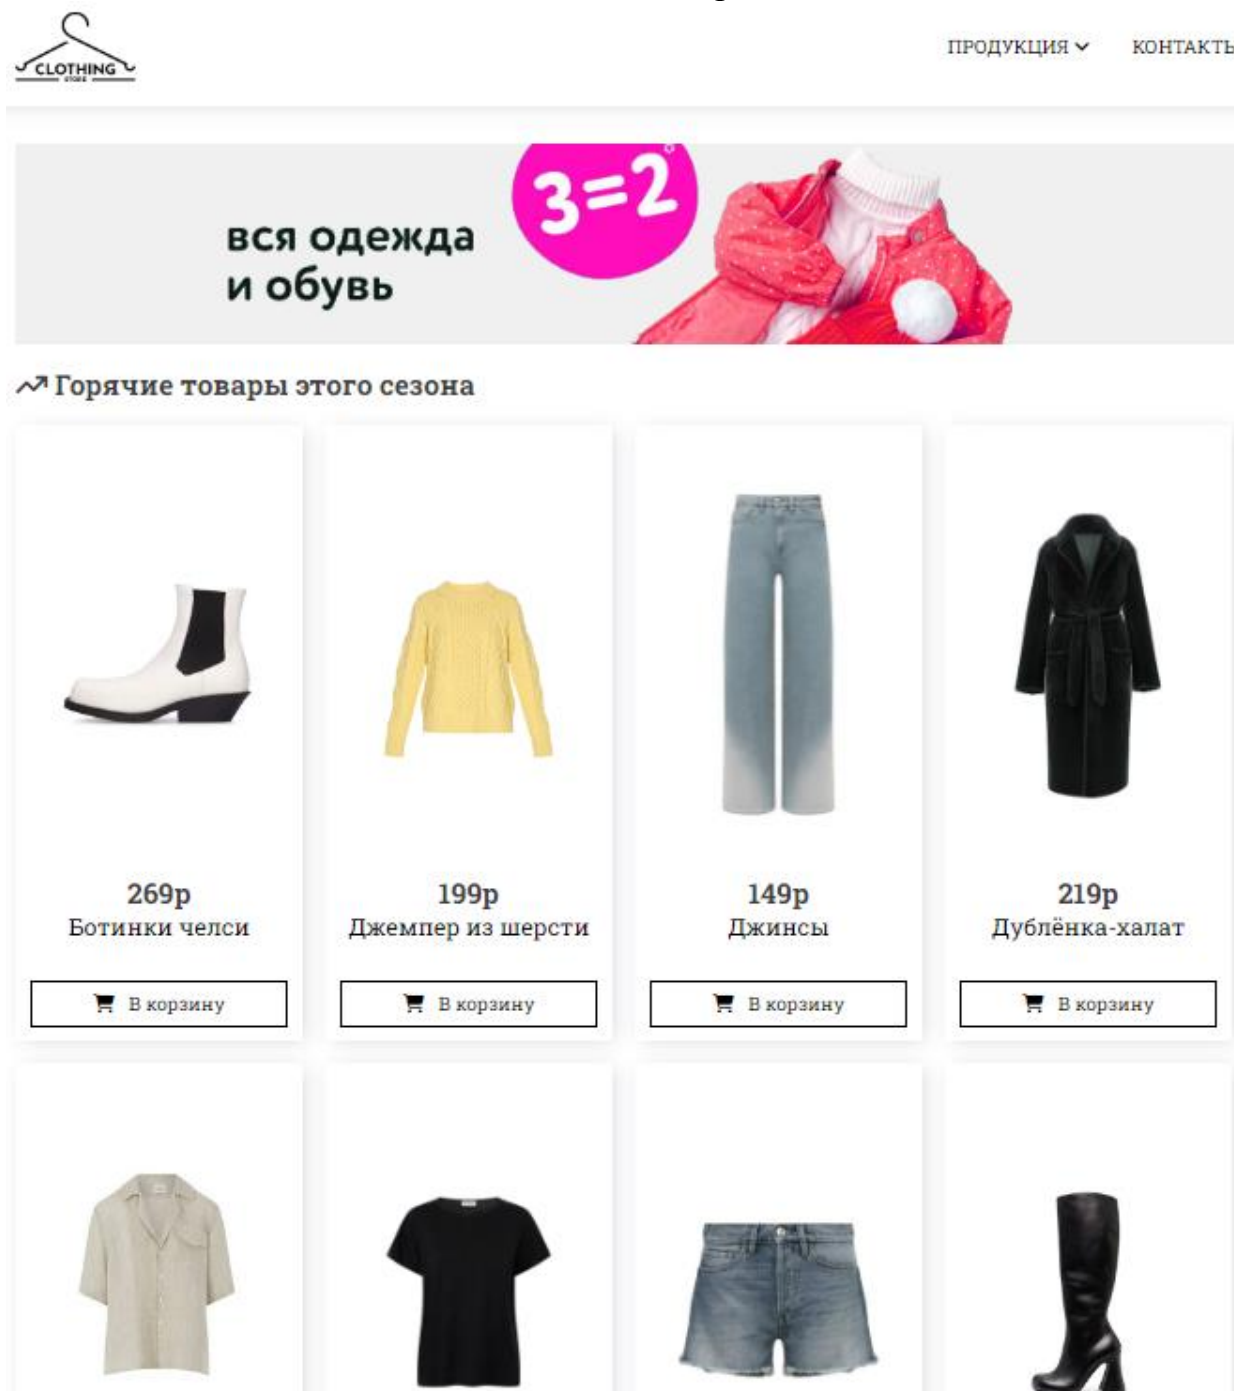 CLOTHING
STORE
ПРОДУКЦИЯ
КОНТАКТЫ
3=2
вся одежда
и обувь
Горячие товары этого сезона
269р
Ботинки челси
В корзину
199р
Джемпер из шерсти
В корзину
149р
Джинсы
В корзину
219р
Дублёнка-халат
В корзину